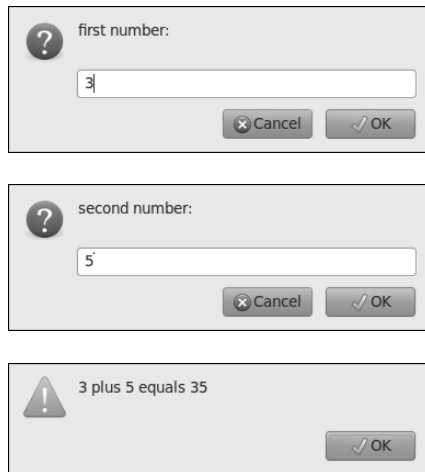 first number:
3
Cancel
OK
second number:
5
Cancel
OK
3 plus 5 equals 35
OK